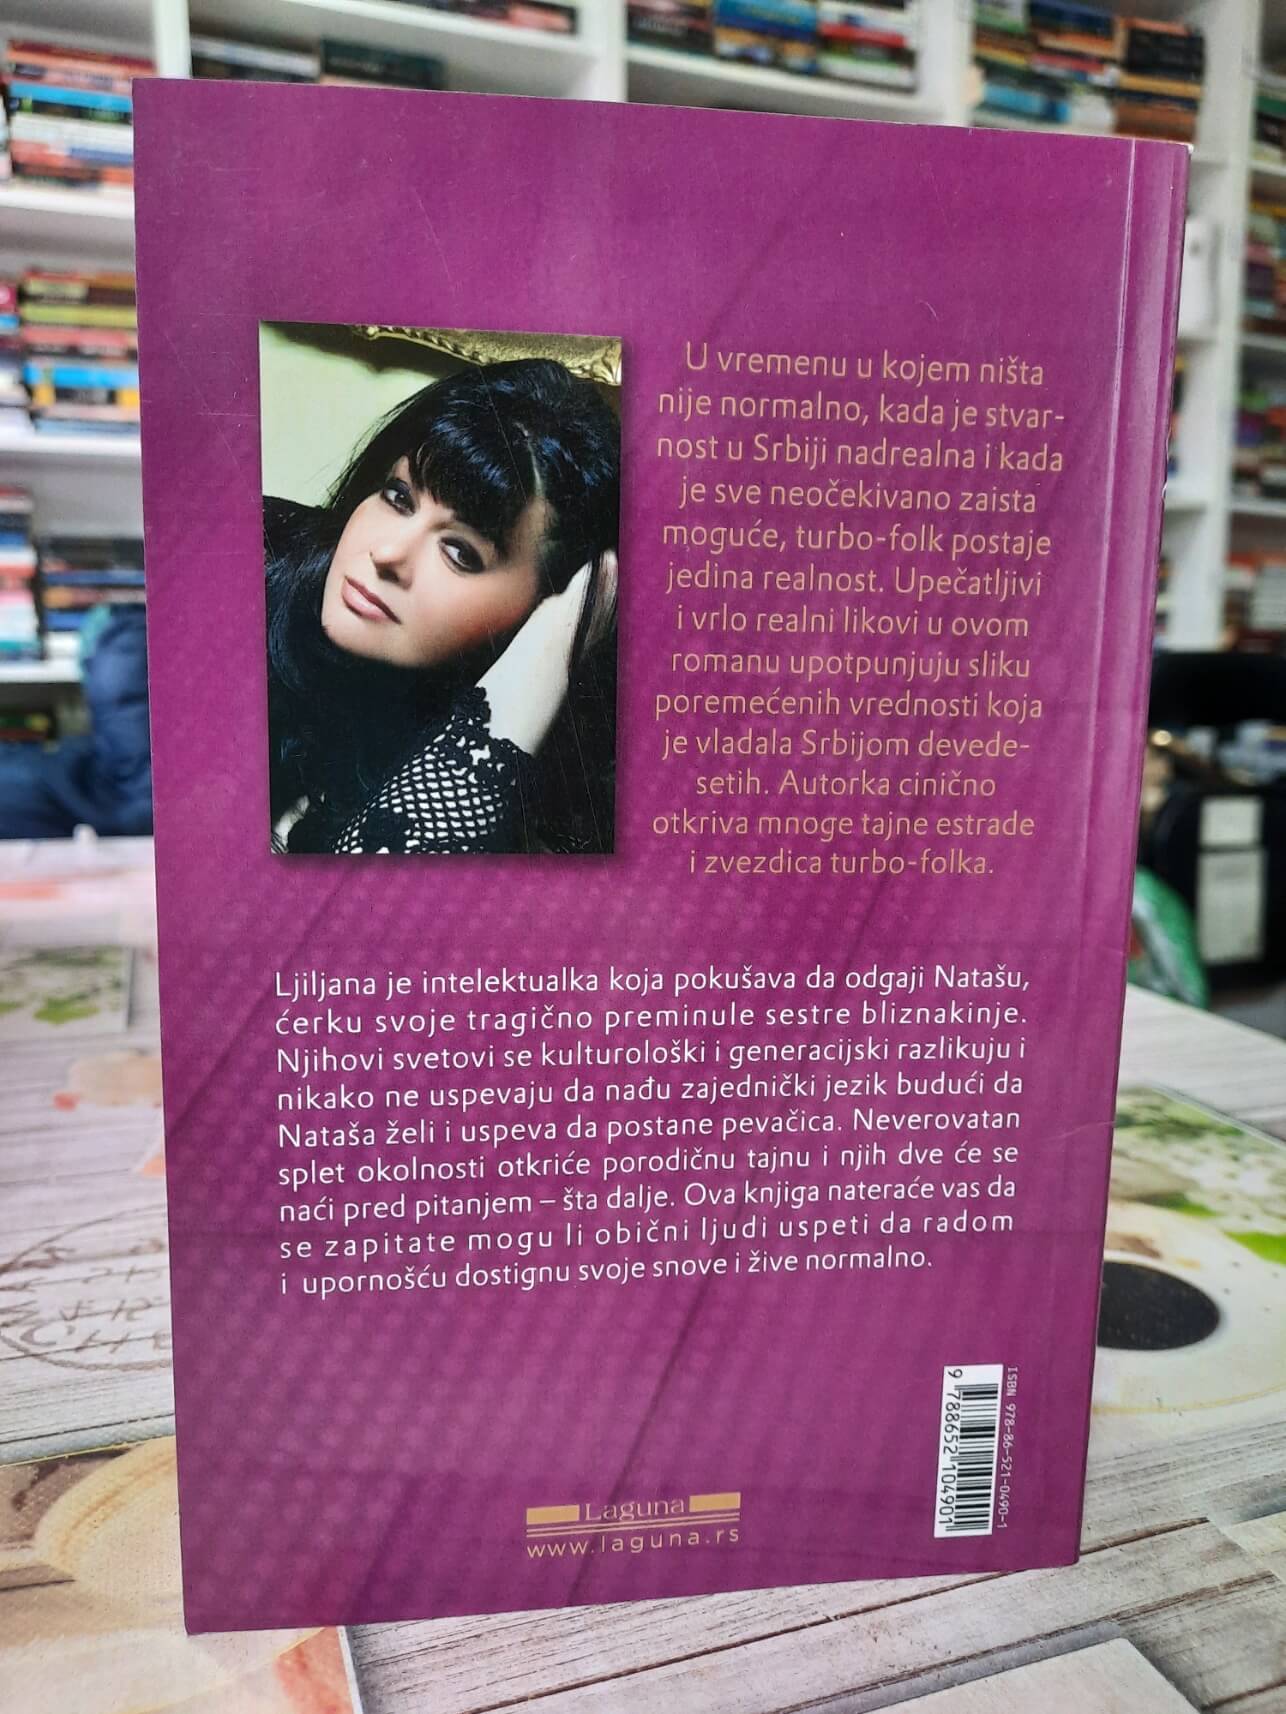 U vremenu u kojem ništa
nije normalno, kada je stvar-
nost u Srbiji nadrealna i kada
je sve neočekivano zaista
moguće, turbo-folk postaje
jedina realnost. Upečatljivi
i vrlo realni likovi u ovom
romanu upotpunjuju sliku
poremećenih vrednosti koja
je vladala Srbijom devede-
setih. Autorka cinično
otkriva mnoge tajne estrade
i zvezdica turbo-folka.
Ljiljana je intelektualka koja pokušava da odgaji Natašu,
ćerku svoje tragično preminule sestre bliznakinje.
Njihovi svetovi se kulturološki i generacijski razlikuju i
nikako ne uspevaju da nađu zajednički jezik budući da
Nataša želi i uspeva da postane pevačica. Neverovatan
splet okolnosti otkriće porodičnu tajnu i njih dve će se
naći pred pitanjem – šta dalje. Ova knjiga nateraće vas da
se zapitate mogu li obični ljudi uspeti da radom
i upornošću dostignu svoje snove i žive normalno.
ISBN 978-86-521-0490-1
9 788652 104901
Laguna
www.laguna.rs